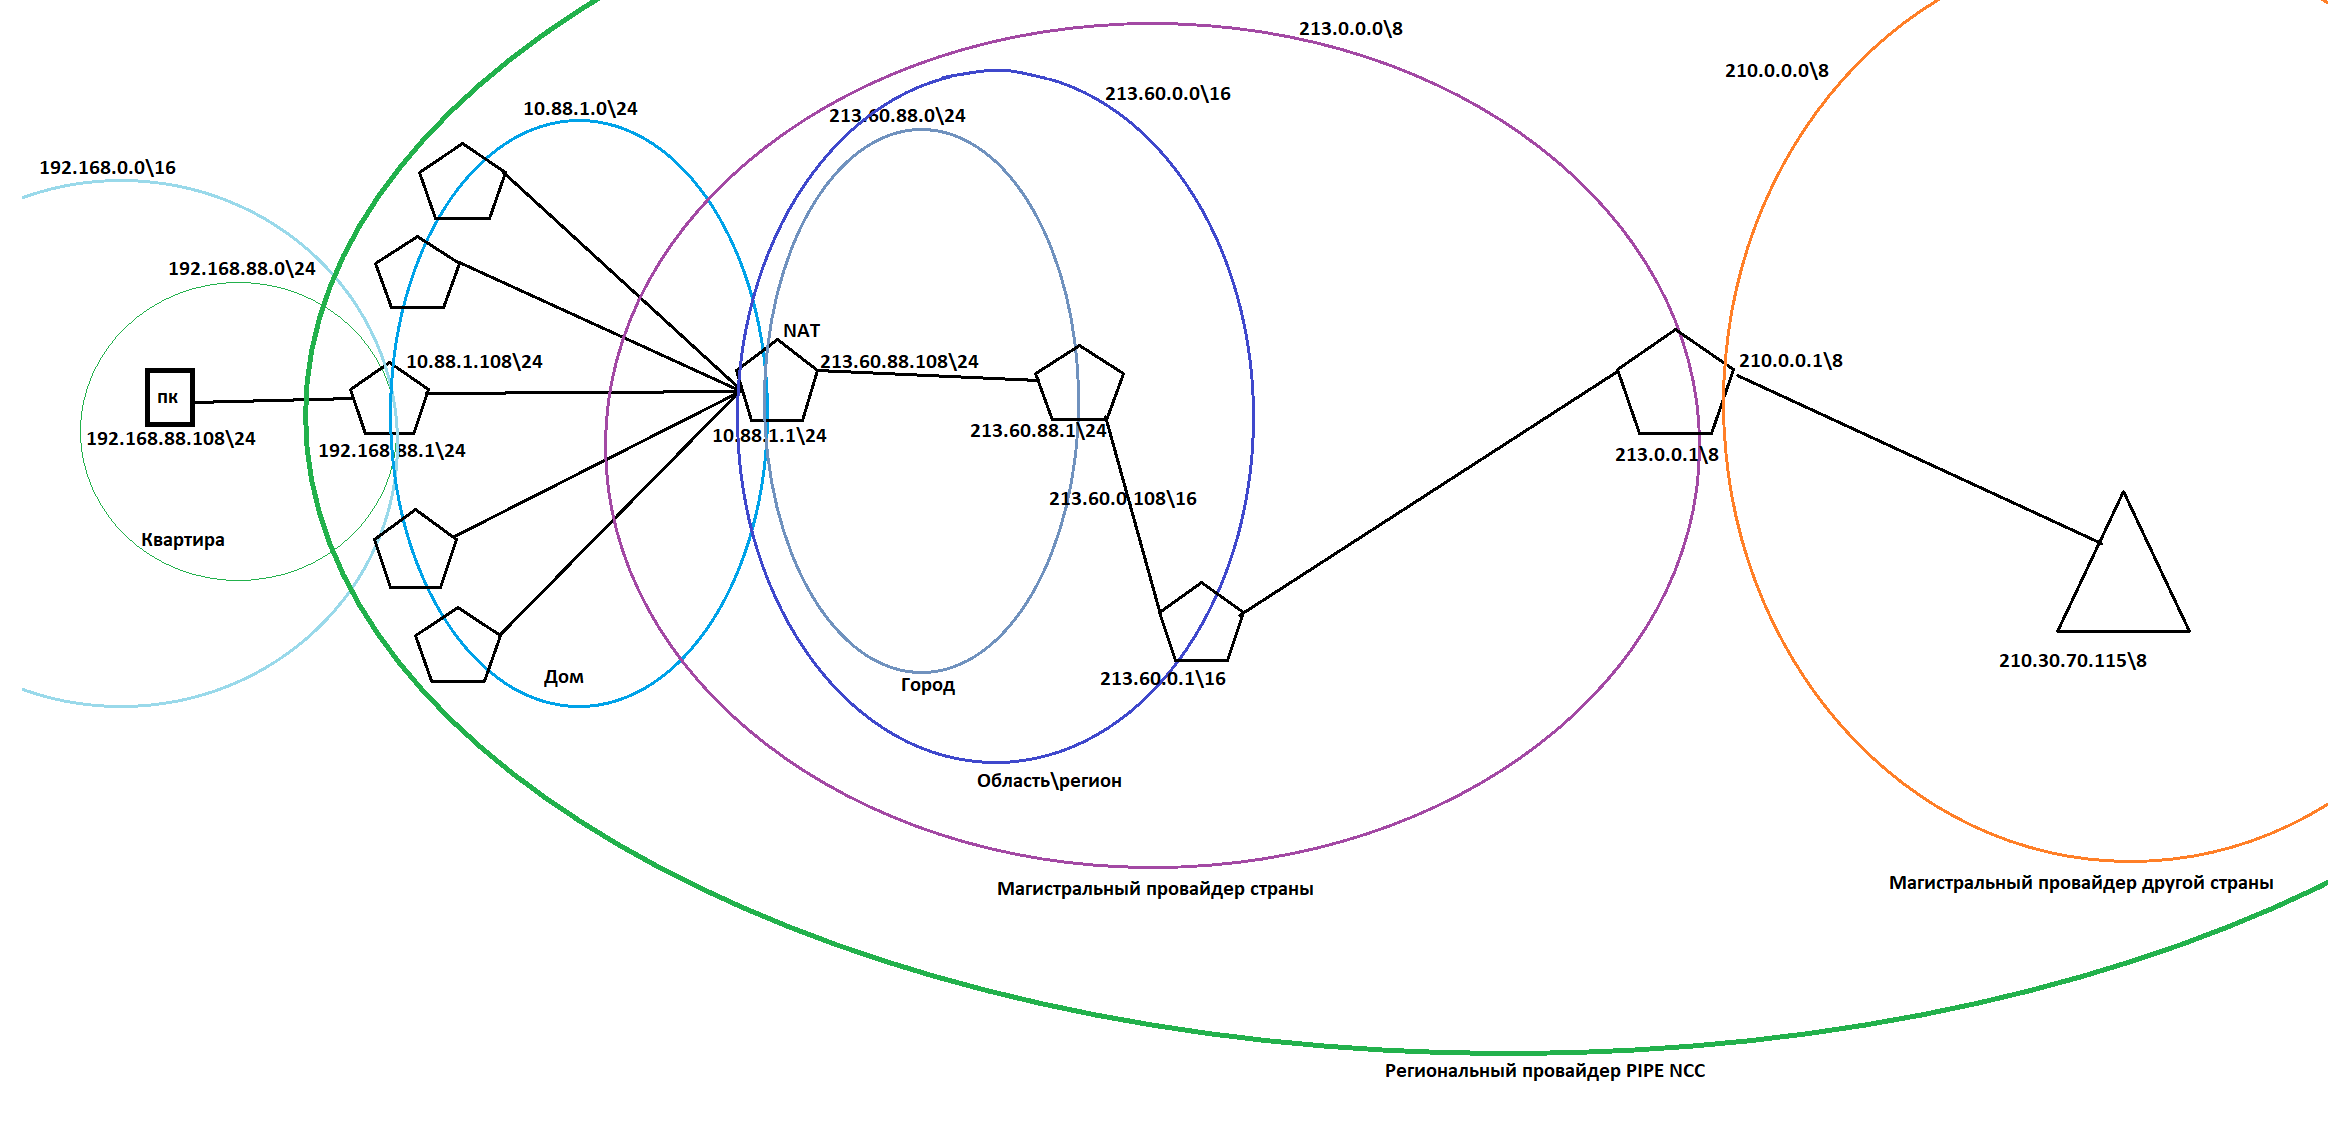 213.0.0.0\8
210.0.0.0\8
213.60.0.0\16
10.88.1.0\24
213.60.88.0\24
192.168.0.0\16
192.168.88.0\24
NAT
10.88.1.108\24
213.60.88.108\24
210.0.0.1\8
пк
192.168.88.108\24
192.168.88.1\24
10.88.1.1\24
213.60.88.1\24
213.0.0.1\8
213.60.0.108\16
Квартира
210.30.70.115\8
Дом
Город
213.60.0.1\16
Область\регион
Магистральный провайдер страны
Магистральный провайдер другой страны
Региональный провайдер PIPE NCC